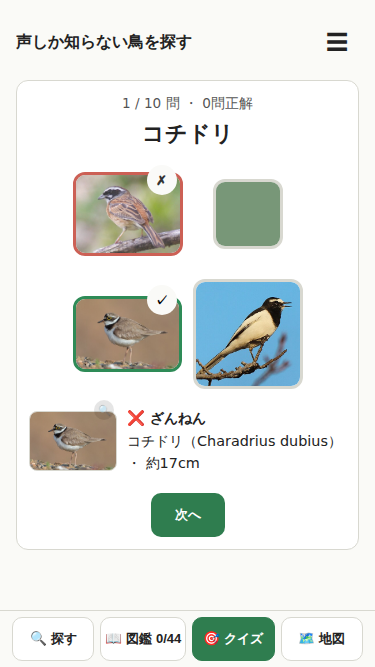 声しか知らない鳥を探す
1 / 10 問 ・ 0問正解
コチドリ
✗
✓
❌ ざんねん
コチドリ（Charadrius dubius）
・ 約17cm
次へ
🔍 探す
📖 図鑑 0/44
🎯 クイズ
🗺️ 地図